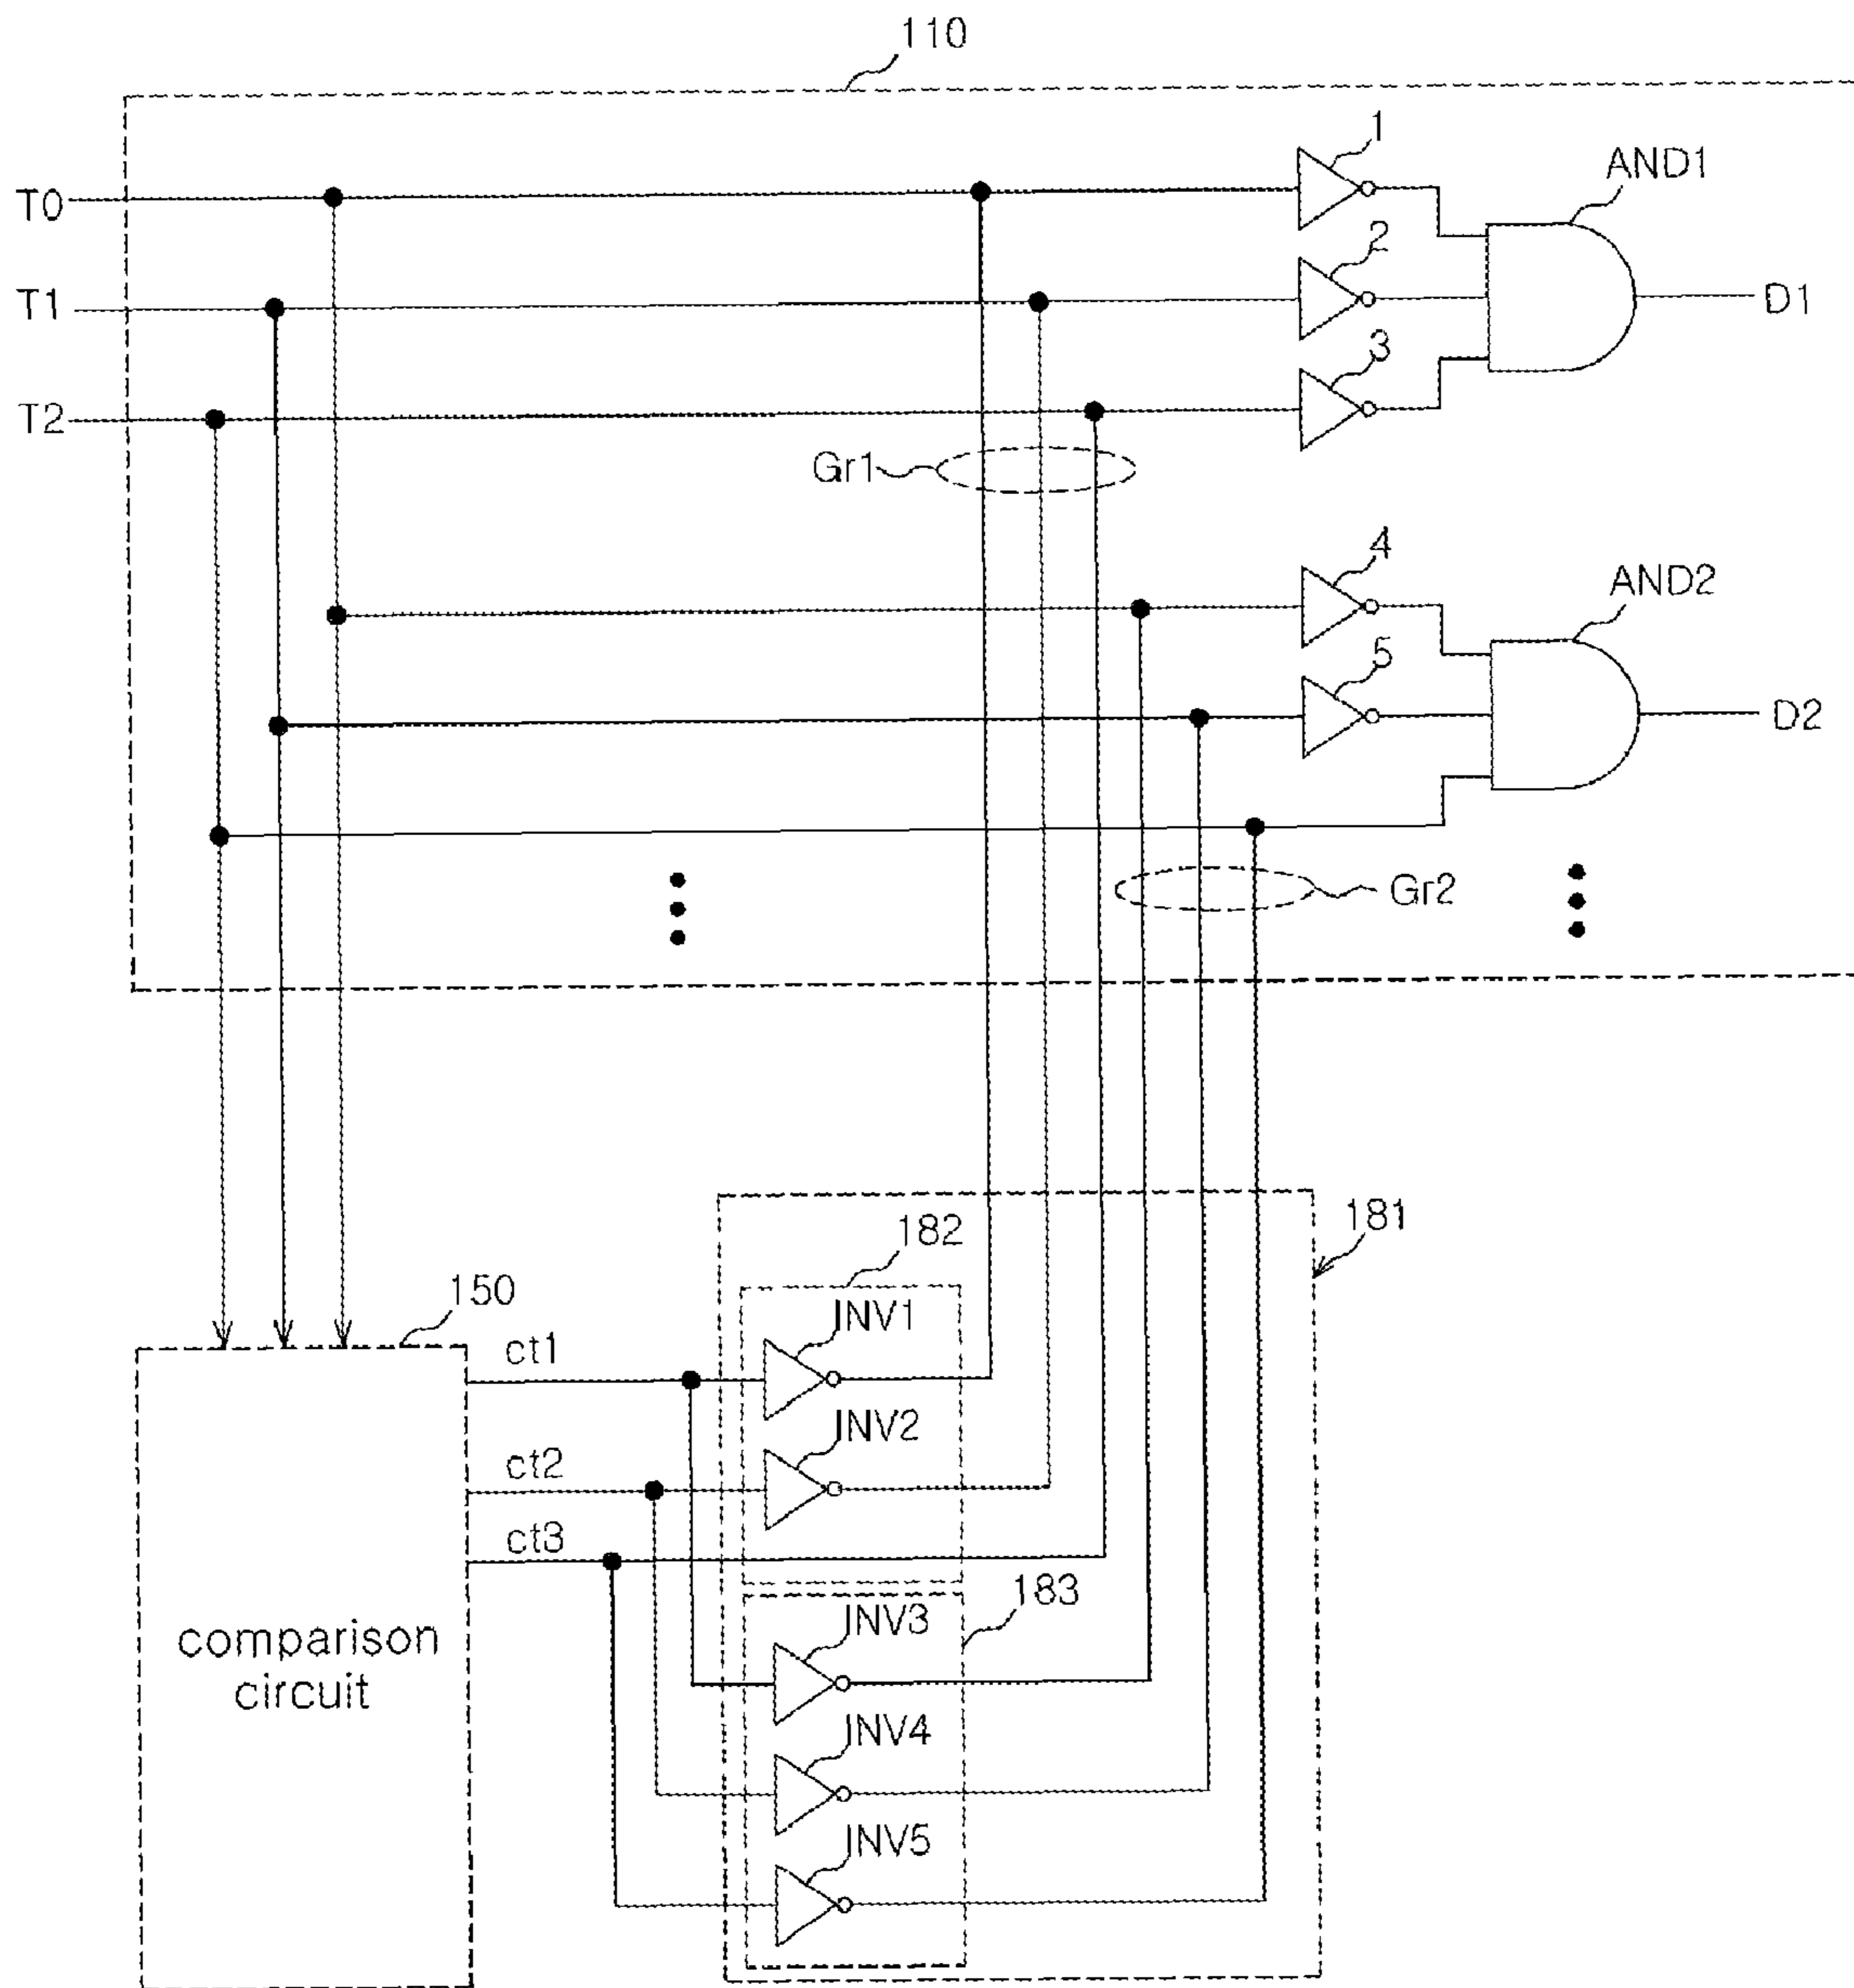 110
1
T0
AND1
2
T1
D1
3
T2
Gr1
4
AND2
5
D2
Gr2
181
182
150
INV1
ct1
INV2
ct2
ct3
183
INV3
comparison
circuit
INV4
INV5